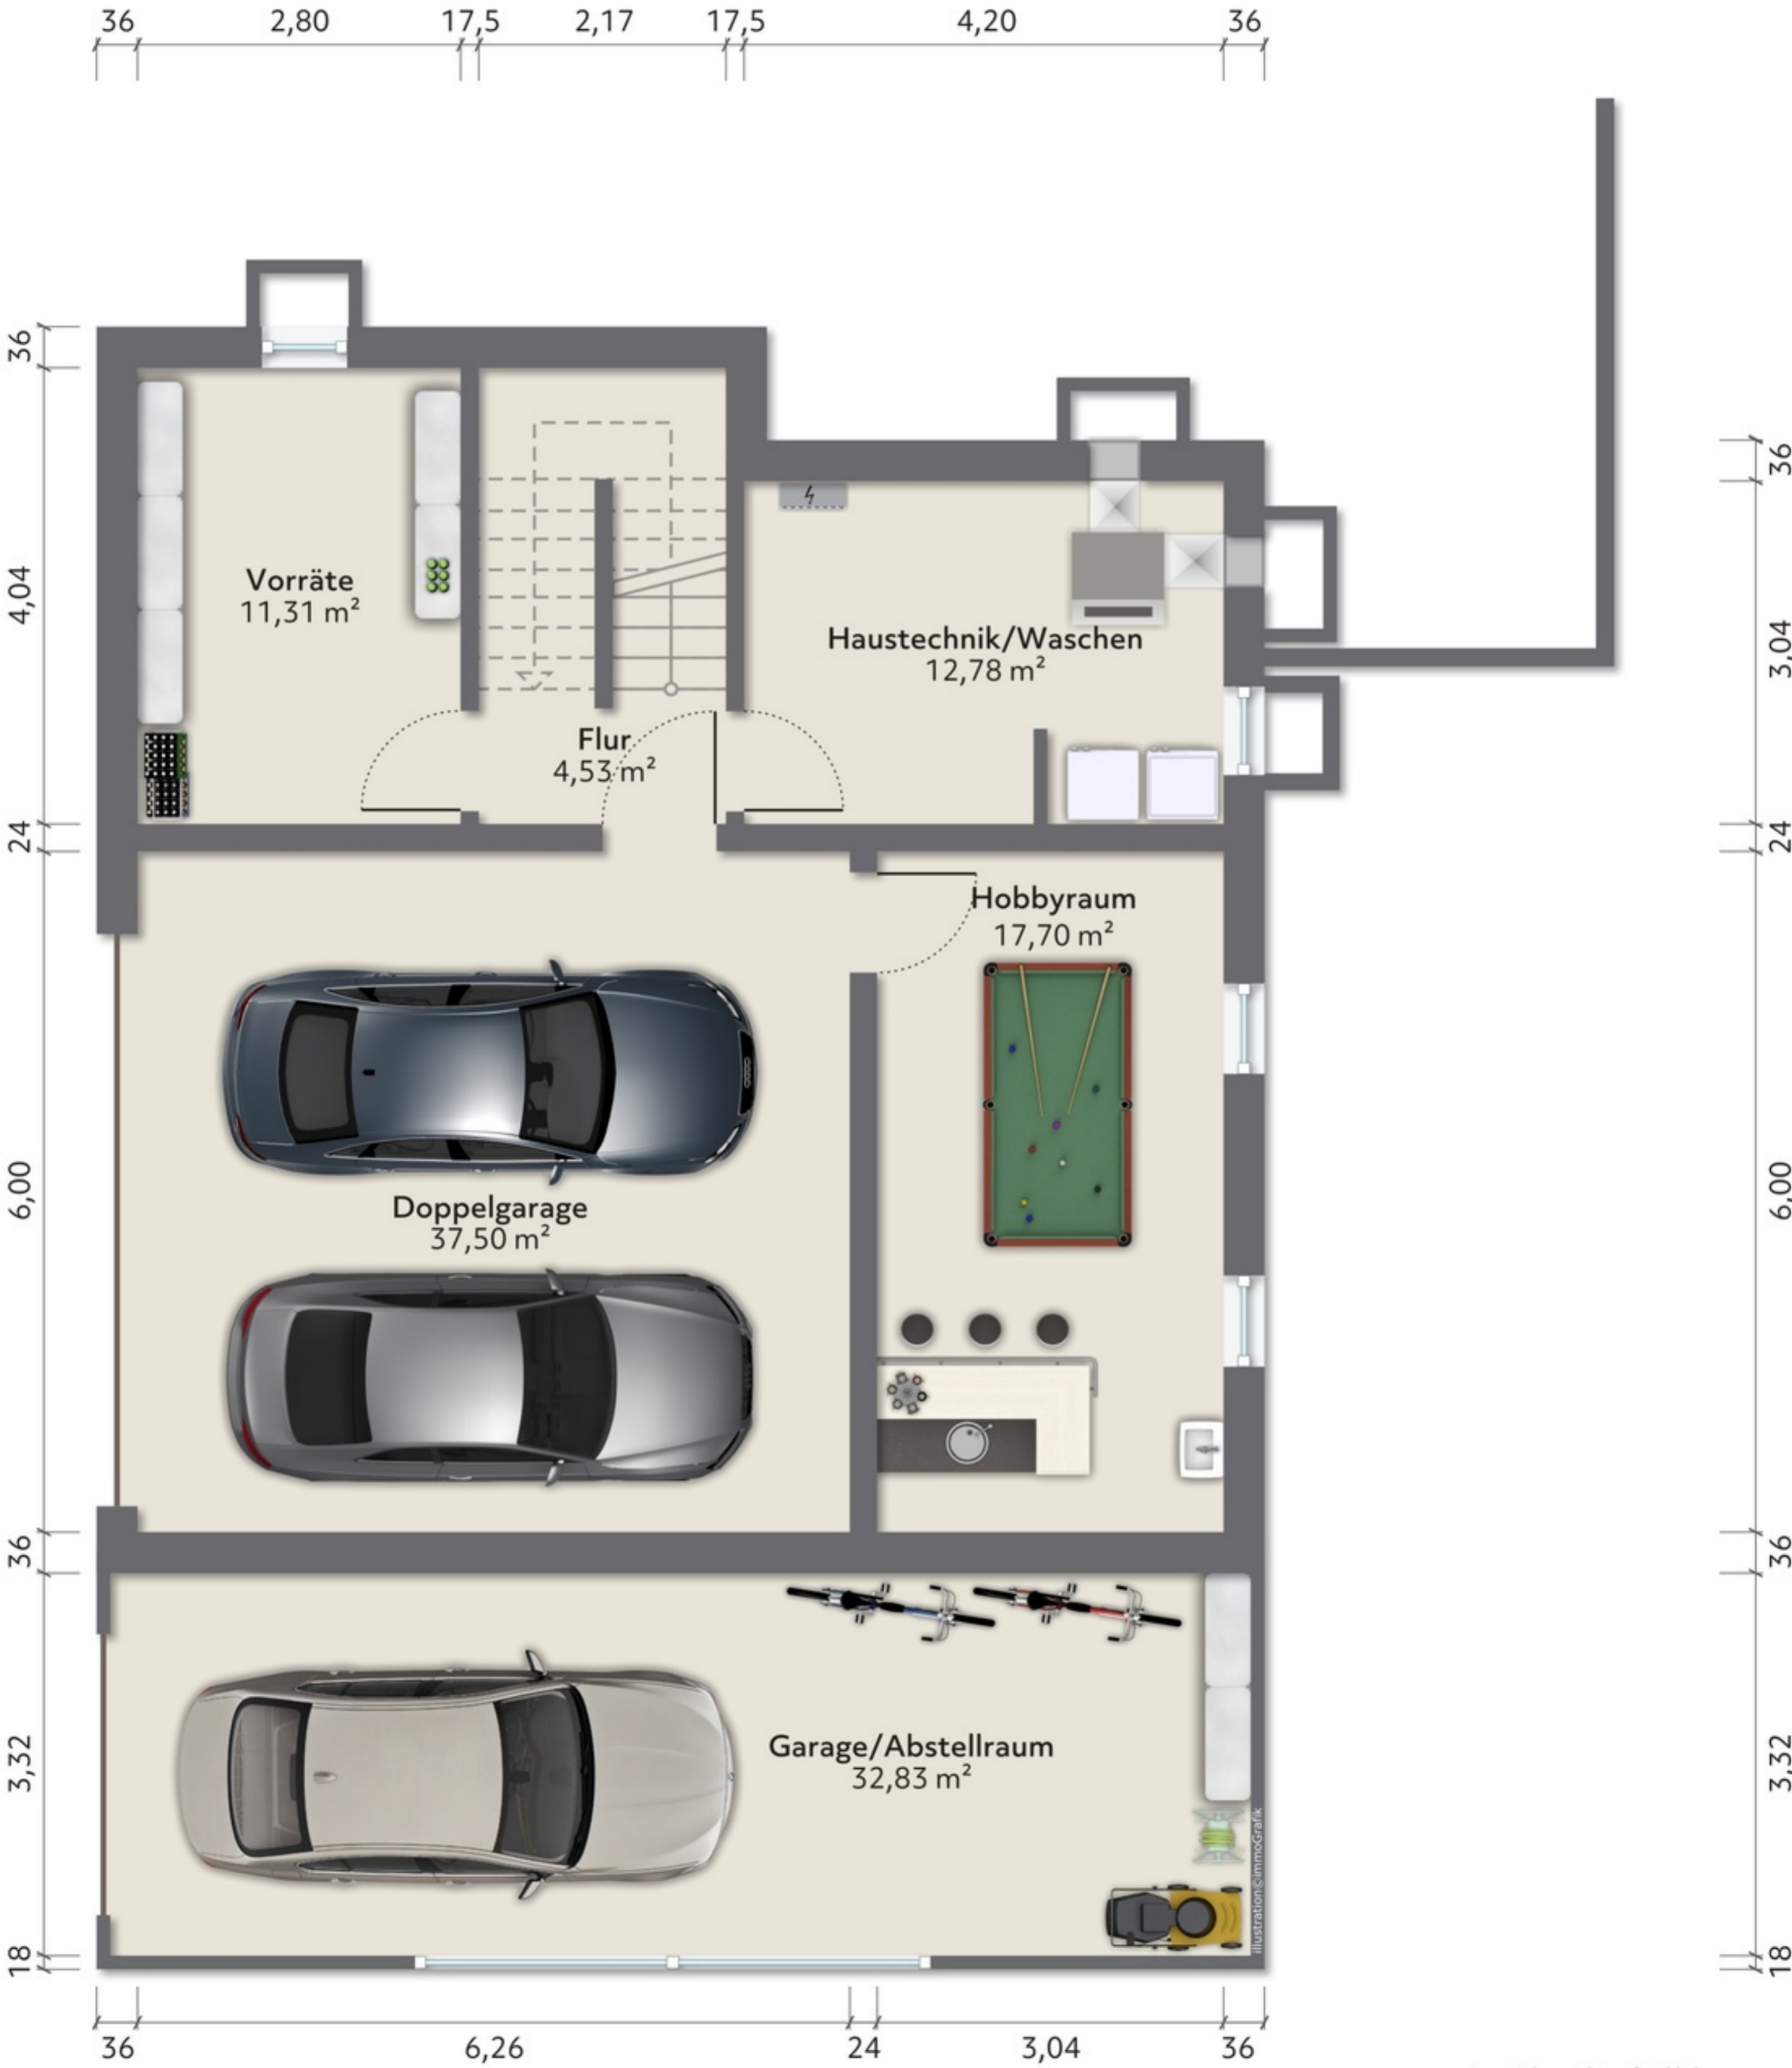 36 2,80 17,5 2,17 17,5 4,20 36
36
36
Vorräte
11,31 m²
4,04
Haustechnik/Waschen
12,78 m²
3,04
Flur
4,53 m²
24
24
Hobbyraum
17,70 m²
6,00
Doppelgarage
37,50 m²
6,00
36
36
3,32
Garage/Abstellraum
32,83 m²
3,32
illustration©immoGrafik
18
18
36 6,26 24 3,04 36